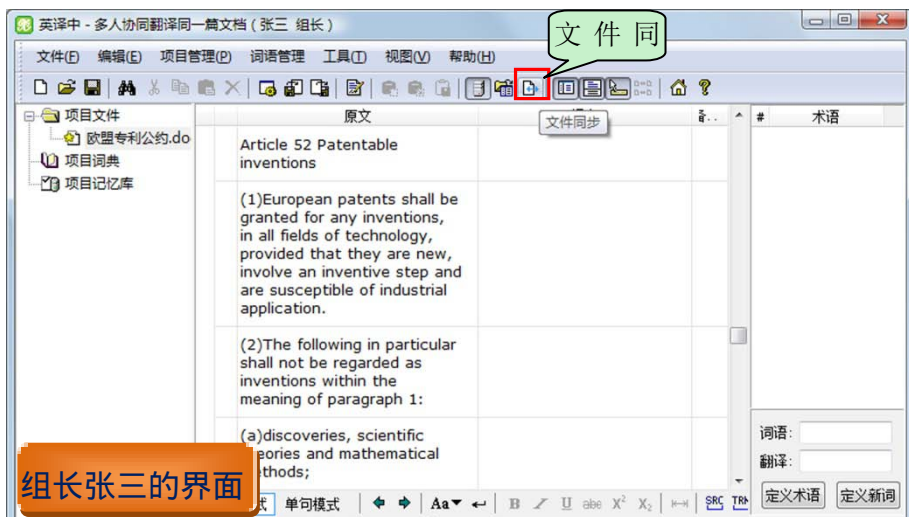 英译中 - 多人协同翻译同一篇文档 ( 张三 组长 )
文 件 同
文件(F) 编辑(E) 项目管理(P) 词语管理 工具(T) 视图(V) 帮助(H)
项目文件
欧盟专利公约.do
项目词典
项目记忆库
原文
文件同步
# 术语
Article 52 Patentable
inventions
(1)European patents shall be
granted for any inventions,
in all fields of technology,
provided that they are new,
involve an inventive step and
are susceptible of industrial
application.
(2)The following in particular
shall not be regarded as
inventions within the
meaning of paragraph 1:
(a)discoveries, scientific
eories and mathematical
ethods;
词语:
翻译:
定义术语 定义新词
组长张三的界面
式 单句模式 Aa B I U abc X² X₂ SRC TRN